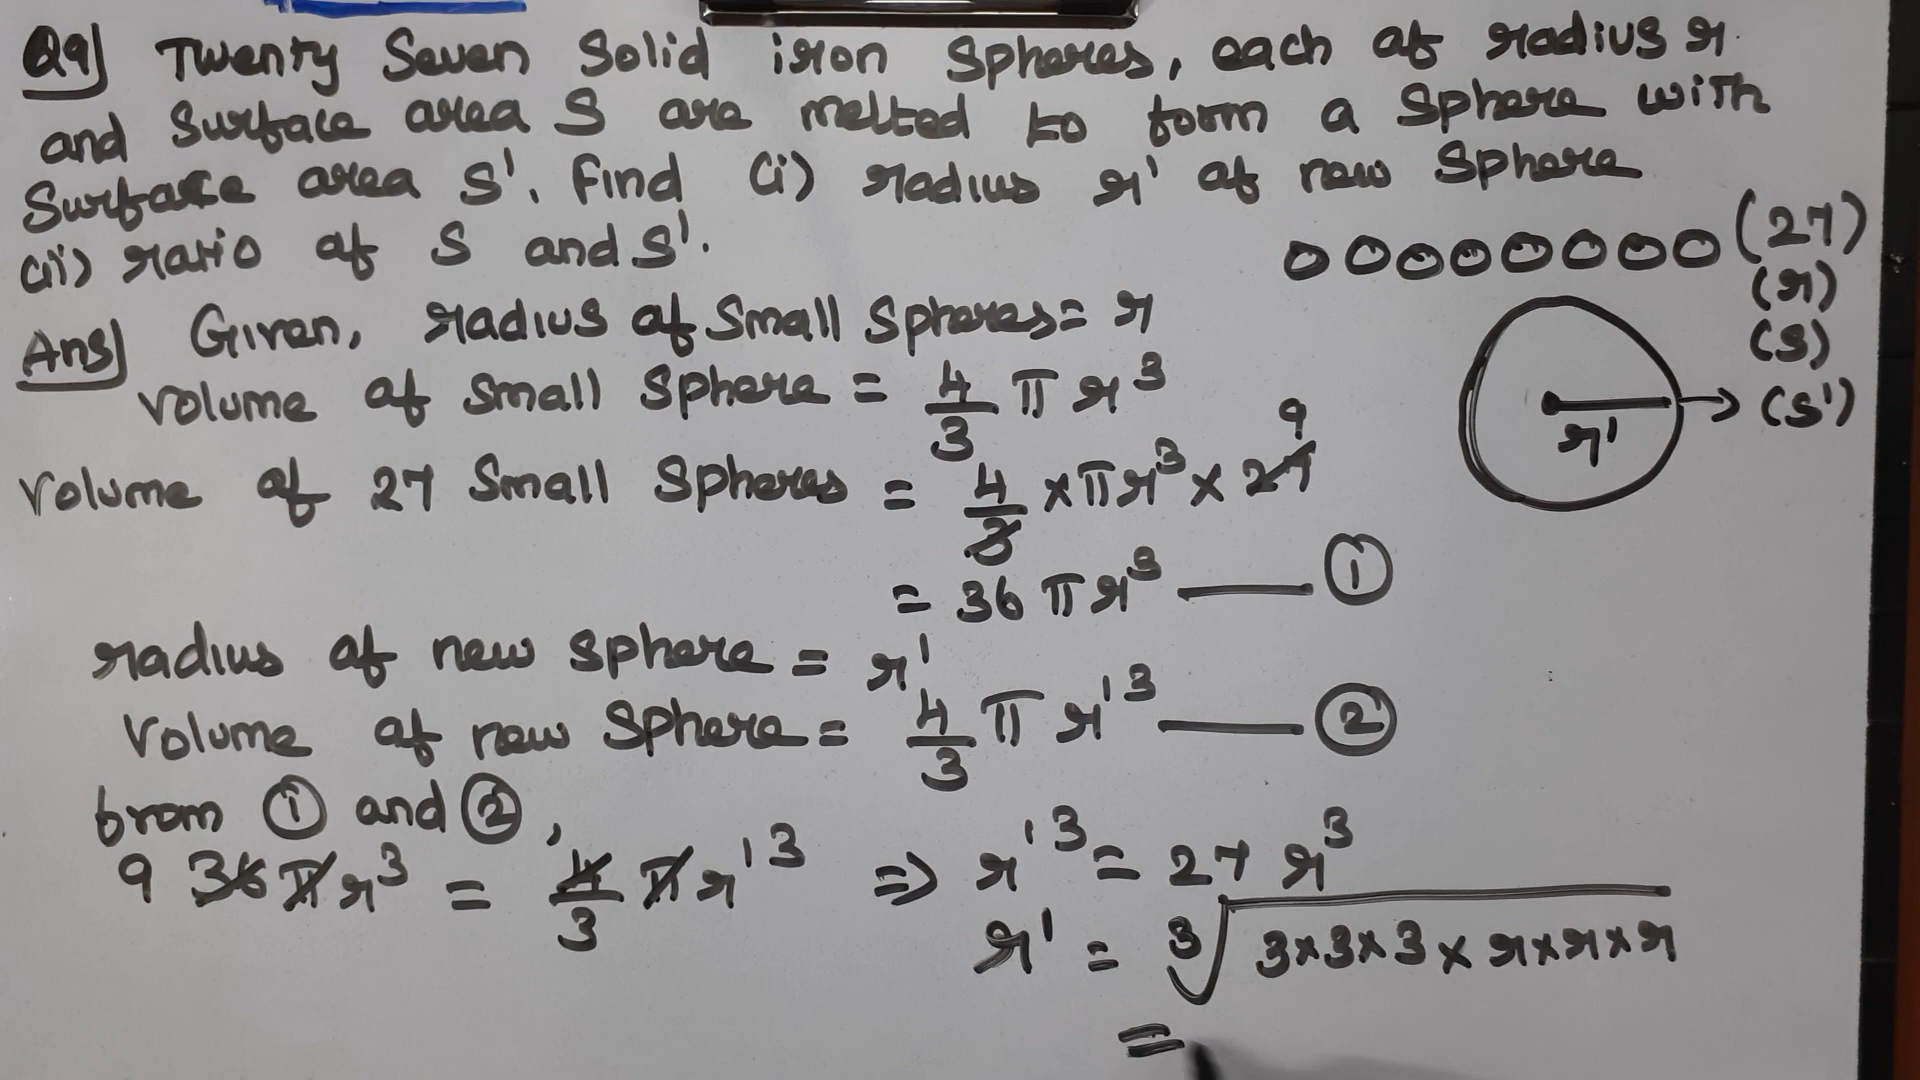 Q9] Twenty Seven Solid iron Spheres, each of radius r
and Surface area S are melted to form a Sphere with
Surface area S'. Find (i) radius r' of new Sphere
(ii) ratio of S and S'.
(27)
(r)
(S)
(S')
r'
Ans] Given, radius of Small Spheres = r
Volume of Small Sphere = 4/3 π r³
Volume of 27 Small Spheres = 4/3 × π r³ × 27 9
= 36 π r³ —— ①
radius of new sphere = r'
Volume of new Sphere = 4/3 π r'³ —— ②
from ① and ②,
9 36 π r³ = 4/3 π r'³ ⇒ r'³ = 27 r³
r' = ∛(3×3×3×r×r×r)
=